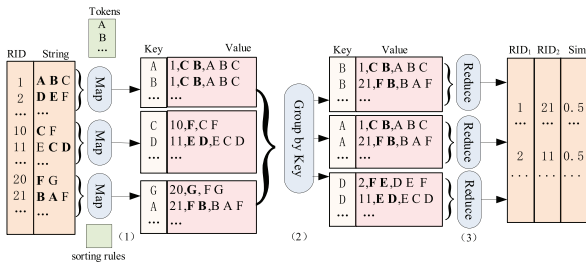 Tokens
A
B
...
RID String
1 A B C
2 D E F
... ...
10 C F
11 E C D
... ...
20 F G
21 B A F
... ...
Map
Map
Map
sorting rules
(1)
Key Value
A 1,C B,A B C
B 1,C B,A B C
... ...
C 10,F,C F
D 11,E D,E C D
... ...
G 20,G, F G
A 21,F B,B A F
... ...
(2)
Group by Key
Key Value
B 1,C B,A B C
B 21,F B,B A F
... ...
A 1,C B,A B C
A 21,F B,B A F
... ...
D 2,F E,D E F
D 11,E D,E C D
... ...
Reduce
Reduce
Reduce
(3)
RID1 RID2 Sim
1 21 0.5
... ...
2 11 0.5
... ...